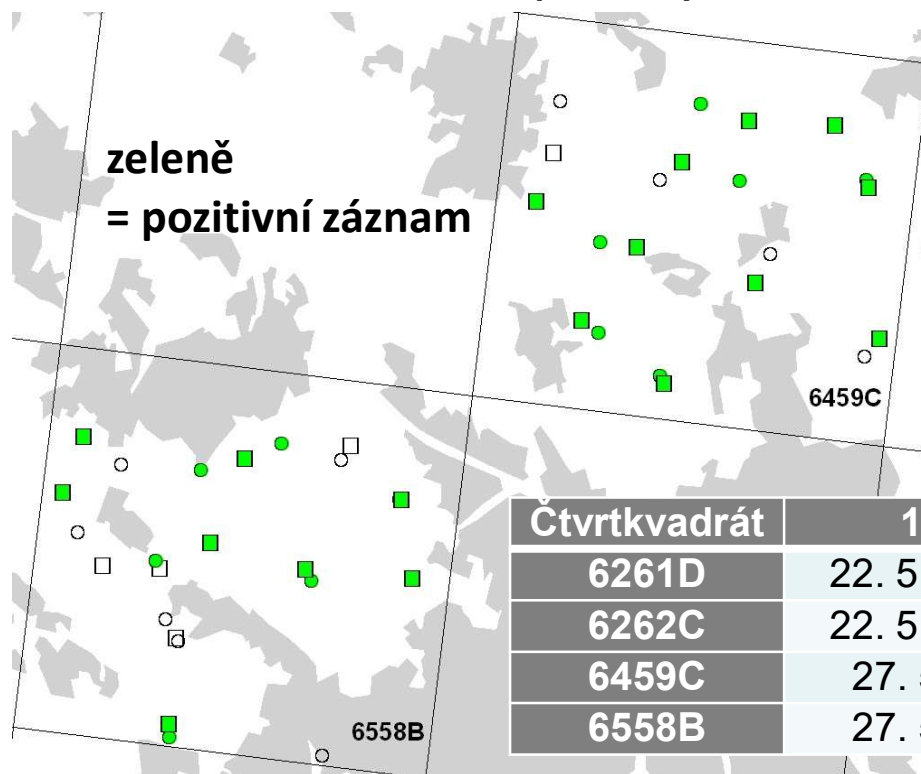 zeleně
= pozitivní záznam
6459C
6558B
Čtvrtkvadrát 1
6261D 22. 5
6262C 22. 5
6459C 27.
6558B 27.